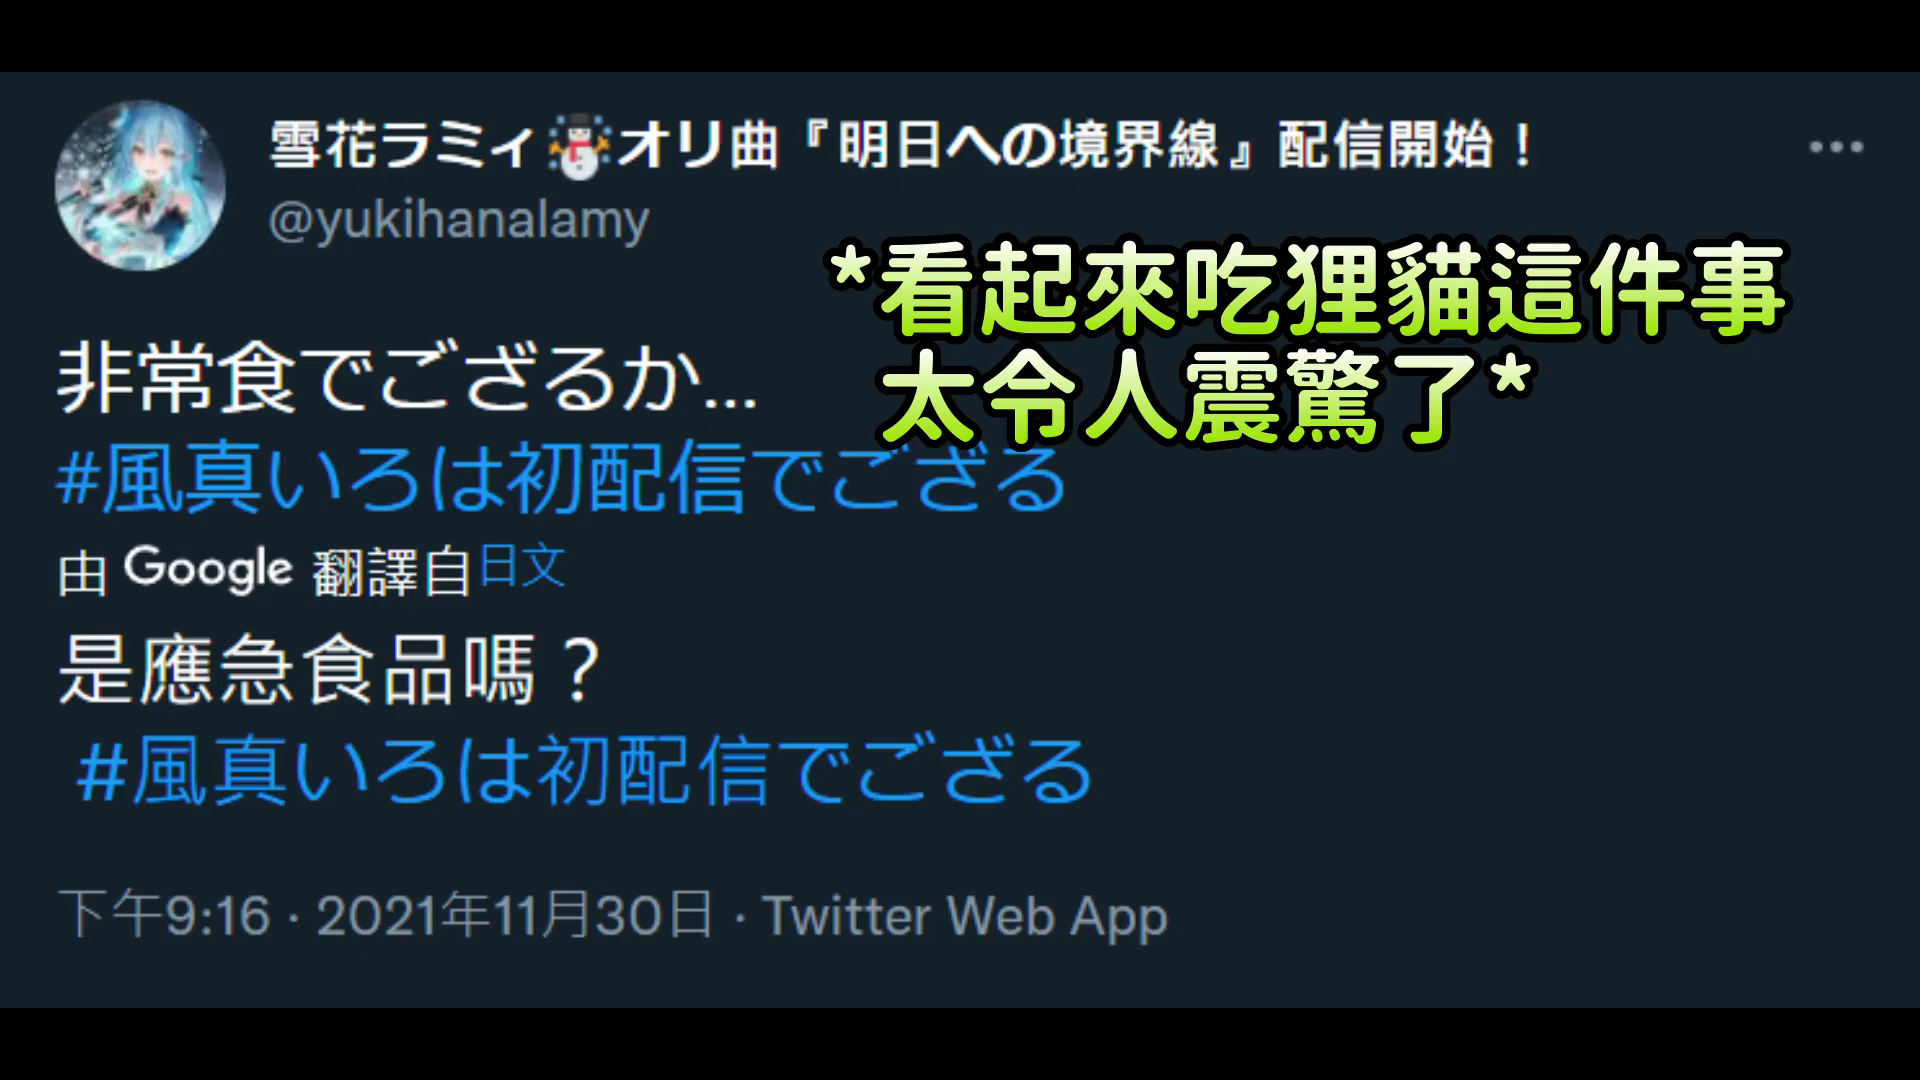 雪花ラミィ☃️オリ曲『明日への境界線』配信開始！
@yukihanalamy
*看起來吃狸貓這件事
太令人震驚了*
非常食でござるか...
#風真いろは初配信でござる
由 Google 翻譯自日文
是應急食品嗎？
#風真いろは初配信でござる
下午9:16 · 2021年11月30日 · Twitter Web App